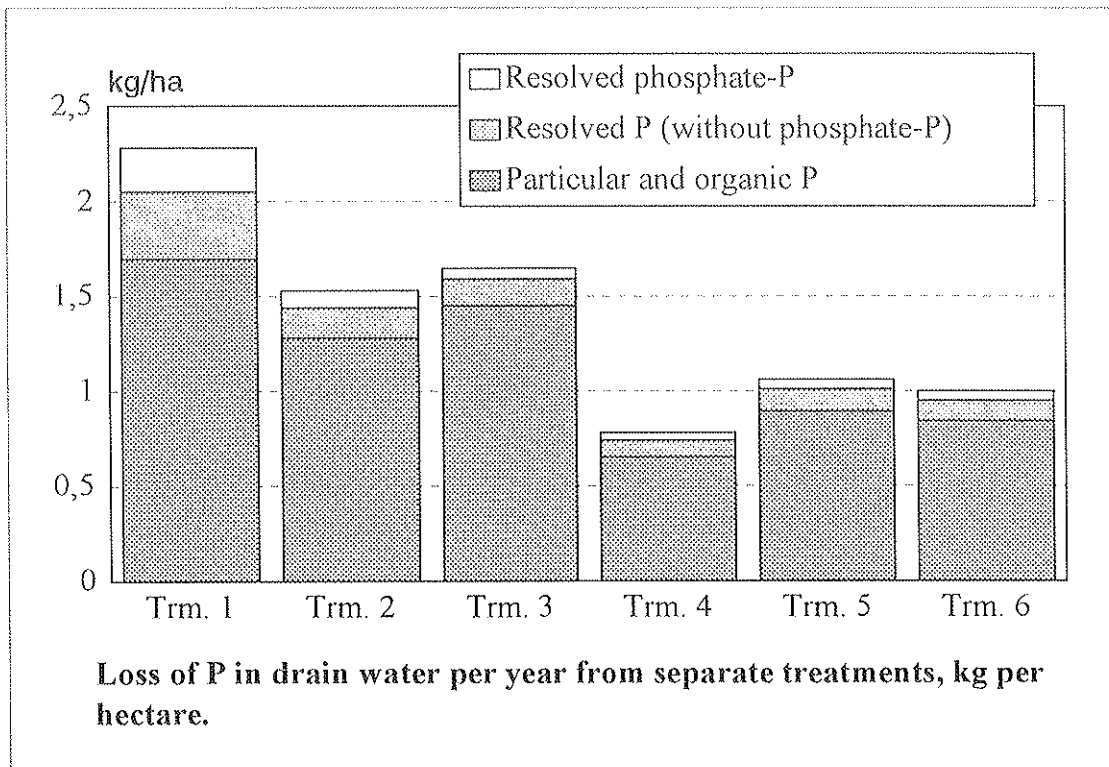 kg/ha
Resolved phosphate-P
Resolved P (without phosphate-P)
Particular and organic P
2,5
2
1,5
1
0,5
0
Trm. 1 Trm. 2 Trm. 3 Trm. 4 Trm. 5 Trm. 6
Loss of P in drain water per year from separate treatments, kg per
hectare.